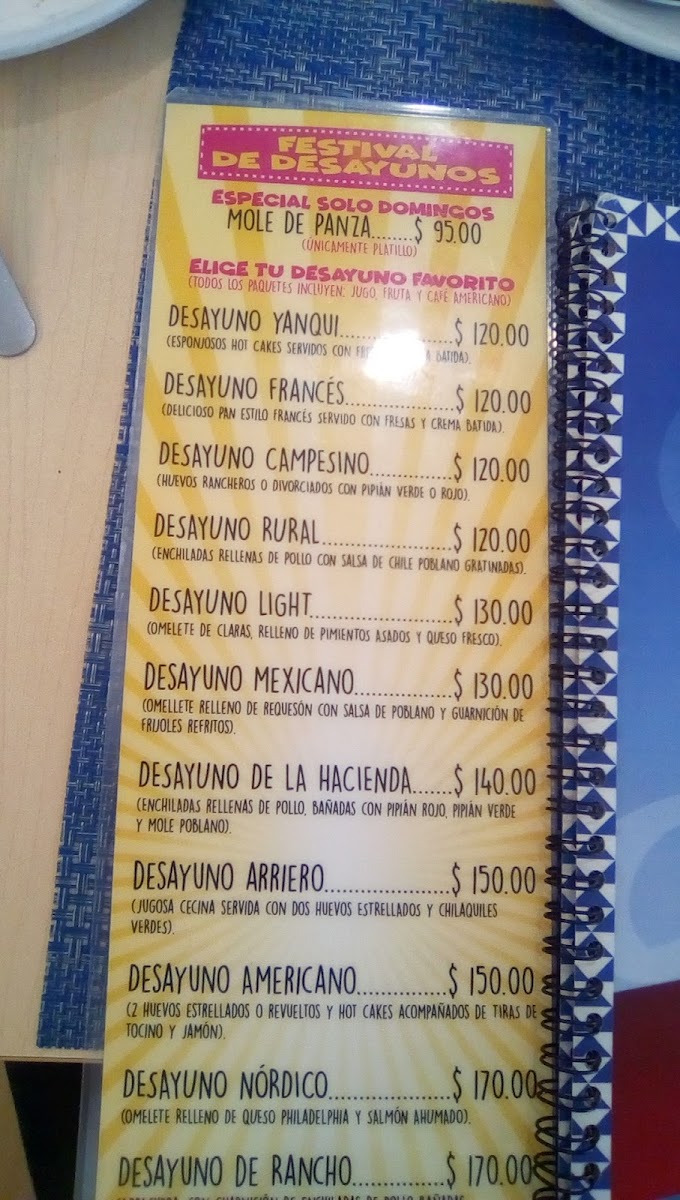 FESTIVAL
DE DESAYUNOS
ESPECIAL SOLO DOMINGOS
MOLE DE PANZA........$ 95.00
(ÚNICAMENTE PLATILLO)
ELIGE TU DESAYUNO FAVORITO
(TODOS LOS PAQUETES INCLUYEN: JUGO, FRUTA Y CAFÉ AMERICANO)
DESAYUNO YANQUI....................$ 120.00
(ESPONJOSOS HOT CAKES SERVIDOS CON BATIDA).
DESAYUNO FRANCÉS...................$ 120.00
(DELICIOSO PAN ESTILO FRANCÉS SERVIDO CON FRESAS Y CREMA BATIDA).
DESAYUNO CAMPESINO..............$ 120.00
(HUEVOS RANCHEROS O DIVORCIADOS CON PIPIÁN VERDE O ROJO).
DESAYUNO RURAL.......................$ 120.00
(ENCHILADAS RELLENAS DE POLLO CON SALSA DE CHILE POBLANO GRATINADAS).
DESAYUNO LIGHT........................$ 130.00
(OMELETE DE CLARAS, RELLENO DE PIMIENTOS ASADOS Y QUESO FRESCO).
DESAYUNO MEXICANO................$ 130.00
(OMELLETE RELLENO DE REQUESÓN CON SALSA DE POBLANO Y GUARNICIÓN DE
FRIJOLES REFRITOS).
DESAYUNO DE LA HACIENDA.......$ 140.00
(ENCHILADAS RELLENAS DE POLLO, BAÑADAS CON PIPIÁN ROJO, PIPIÁN VERDE
Y MOLE POBLANO).
DESAYUNO ARRIERO.....................$ 150.00
(JUGOSA CECINA SERVIDA CON DOS HUEVOS ESTRELLADOS Y CHILAQUILES
VERDES).
DESAYUNO AMERICANO...............$ 150.00
(2 HUEVOS ESTRELLADOS O REVUELTOS Y HOT CAKES ACOMPAÑADOS DE TIRAS DE
TOCINO Y JAMÓN).
DESAYUNO NÓRDICO....................$ 170.00
(OMELETE RELLENO DE QUESO PHILADELPHIA Y SALMÓN AHUMADO).
DESAYUNO DE RANCHO...............$ 170.00
CON GUARNICIÓN DE ENCHILADAS DE POLLO BAÑADAS